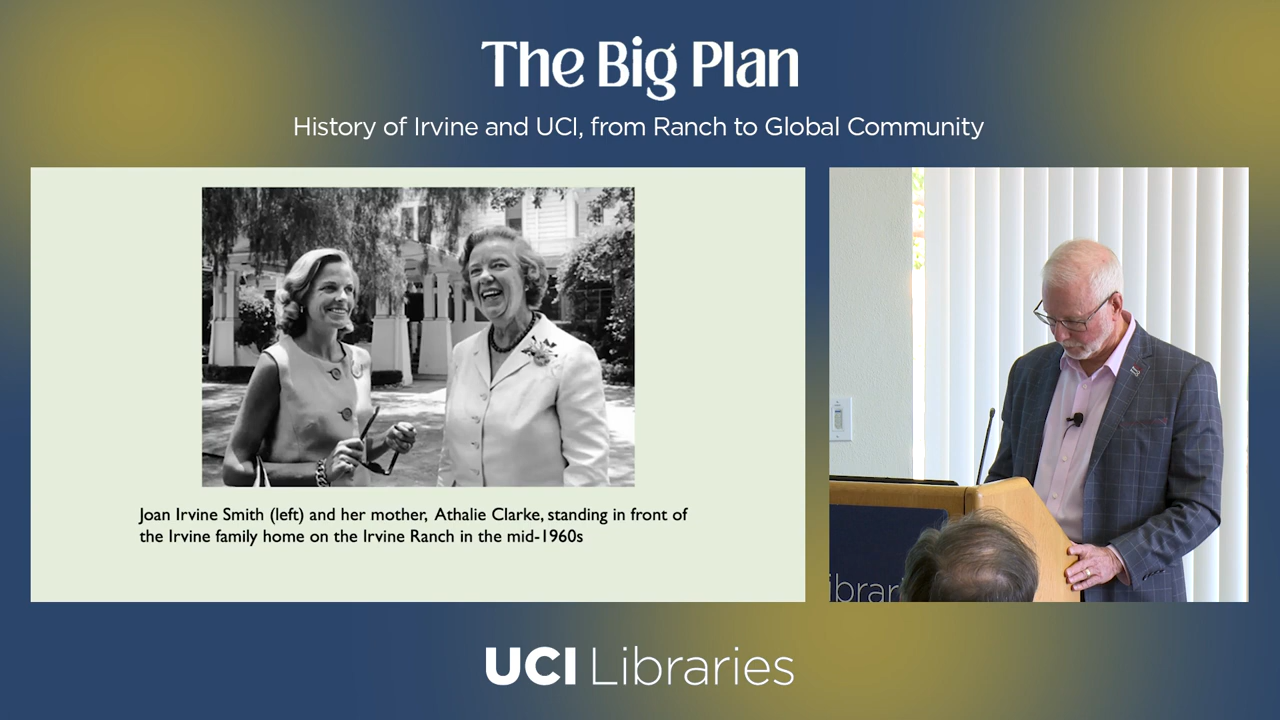 The Big Plan
History of Irvine and UCI, from Ranch to Global Community
Joan Irvine Smith (left) and her mother, Athalie Clarke, standing in front of
the Irvine family home on the Irvine Ranch in the mid-1960s
ibrar
UCI Libraries